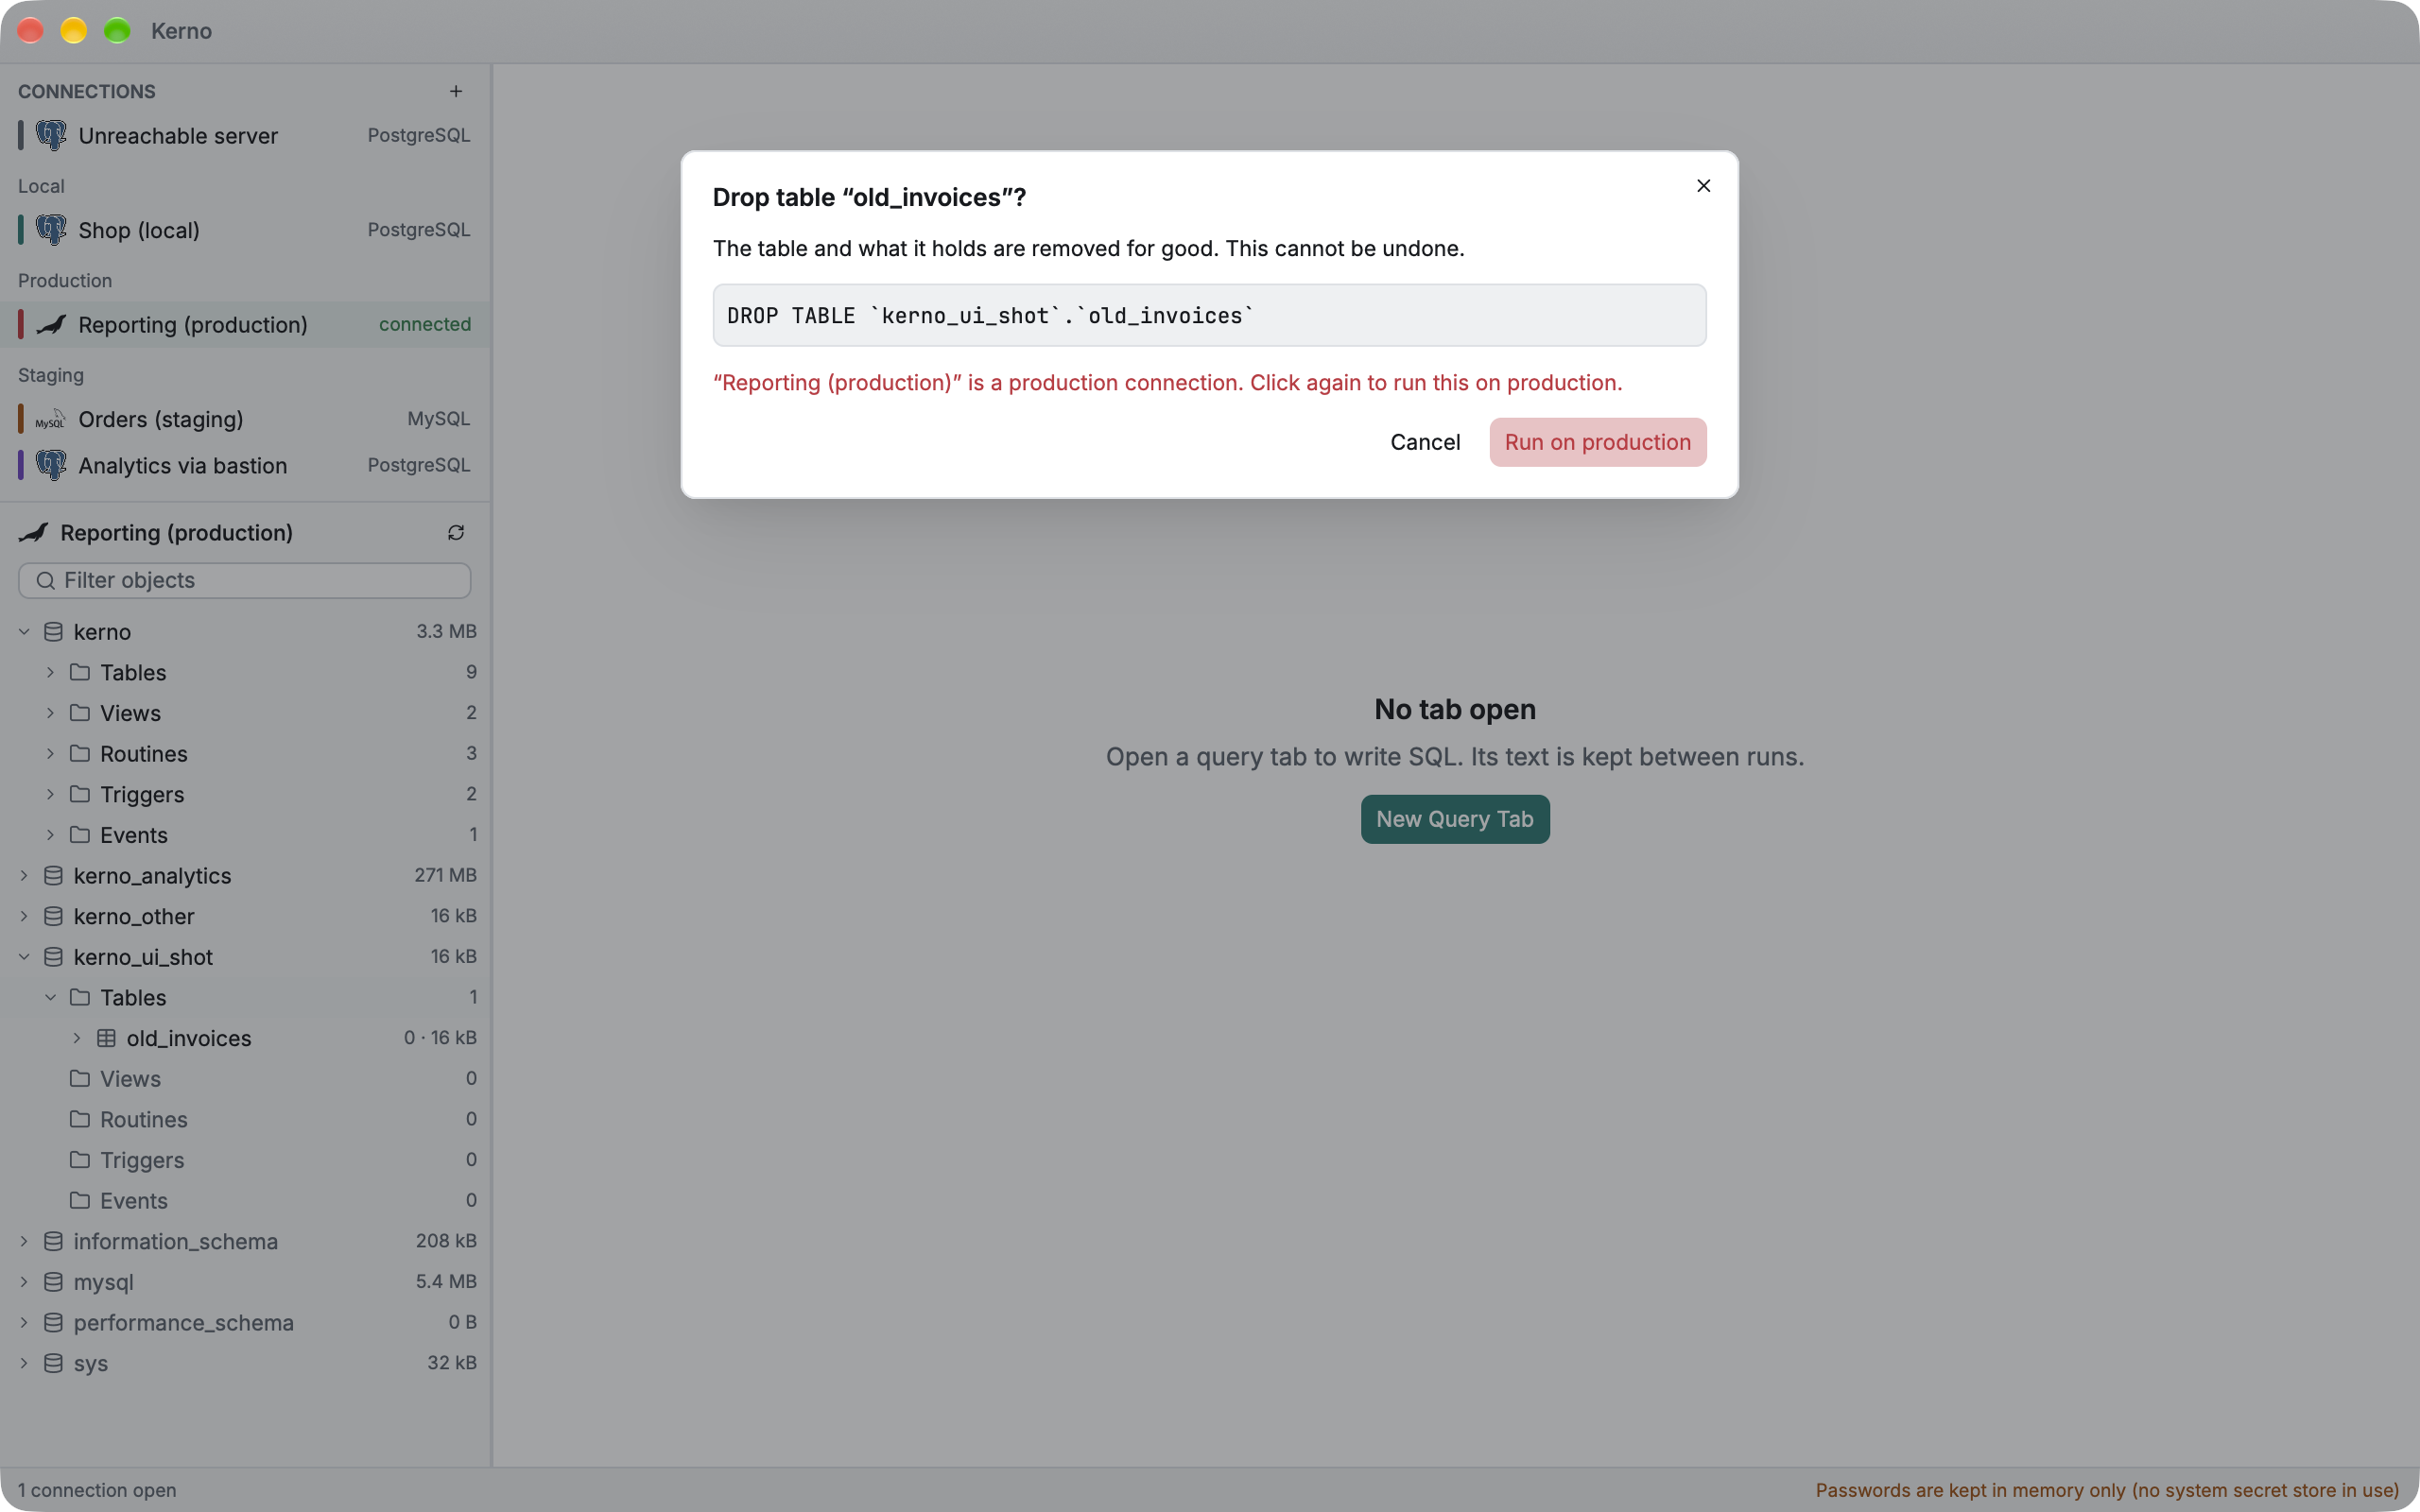 Kerno
CONNECTIONS
Unreachable server PostgreSQL
Local
Shop (local) PostgreSQL
Production
Reporting (production) connected
Staging
MySQL Orders (staging) MySQL
Analytics via bastion PostgreSQL
Reporting (production)
Filter objects
kerno 3.3 MB
Tables 9
Views 2
Routines 3
Triggers 2
Events 1
kerno_analytics 271 MB
kerno_other 16 kB
kerno_ui_shot 16 kB
Tables 1
old_invoices 0 · 16 kB
Views 0
Routines 0
Triggers 0
Events 0
information_schema 208 kB
mysql 5.4 MB
performance_schema 0 B
sys 32 kB
Drop table “old_invoices”?
The table and what it holds are removed for good. This cannot be undone.
DROP TABLE `kerno_ui_shot`.`old_invoices`
“Reporting (production)” is a production connection. Click again to run this on production.
Cancel Run on production
No tab open
Open a query tab to write SQL. Its text is kept between runs.
New Query Tab
1 connection open
Passwords are kept in memory only (no system secret store in use)